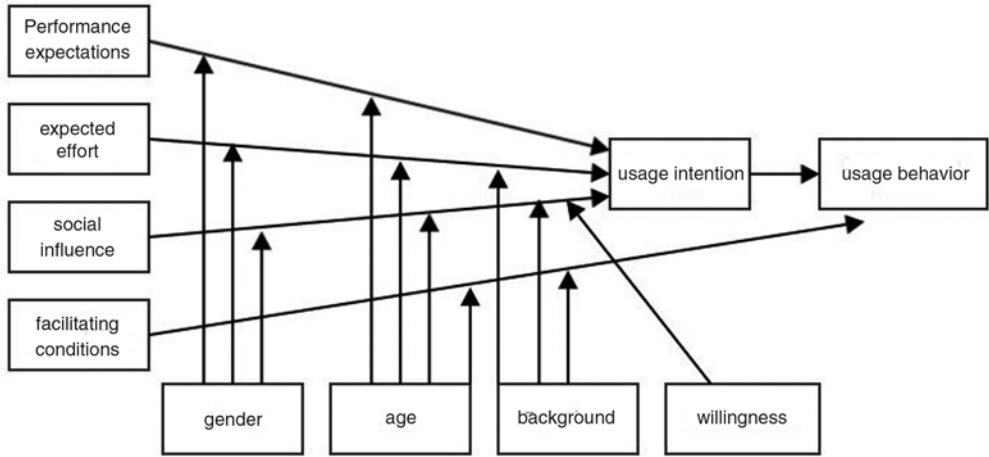 Performance
expectations
expected
effort
social
influence
facilitating
conditions
usage intention
usage behavior
gender
age
background
willingness